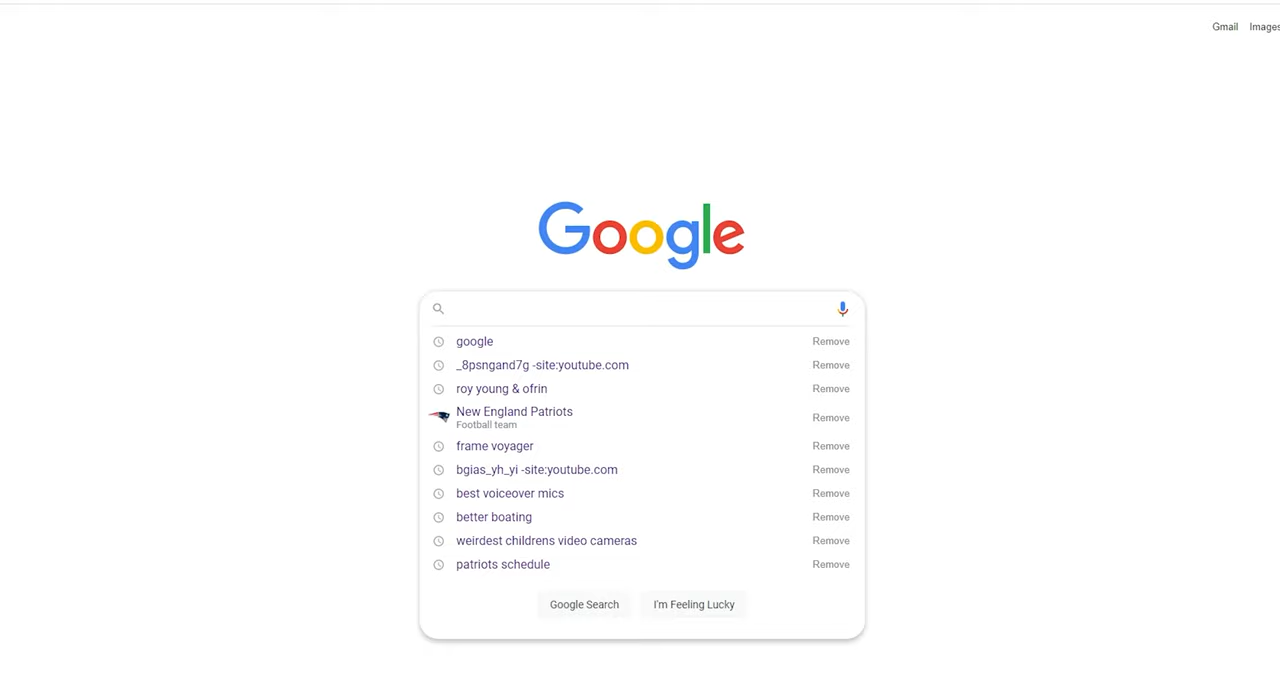 Gmail Images
Google
google Remove
_8psngand7g -site:youtube.com Remove
roy young & ofrin Remove
New England Patriots
Football team
Remove
frame voyager Remove
bgias_yh_yi -site:youtube.com Remove
best voiceover mics Remove
better boating Remove
weirdest childrens video cameras Remove
patriots schedule Remove
Google Search I'm Feeling Lucky